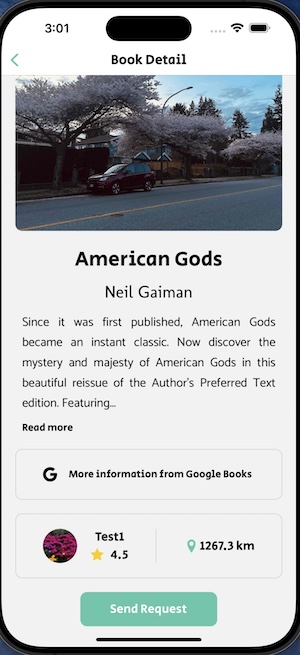 3:01
Book Detail
American Gods
Neil Gaiman
Since it was first published, American Gods
became an instant classic. Now discover the
mystery and majesty of American Gods in this
beautiful reissue of the Author's Preferred Text
edition. Featuring...
Read more
G More information from Google Books
Test1
4.5
1267.3 km
Send Request